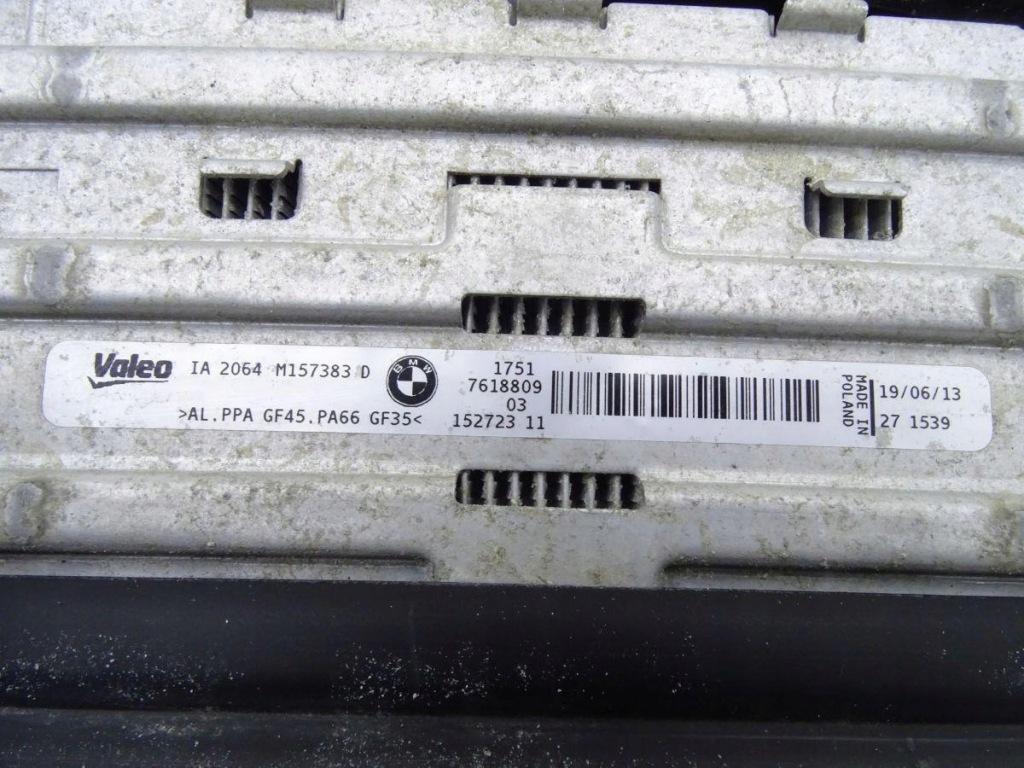 Valeo IA 2064 M157383 D
>AL.PPA GF45.PA66 GF35<
BMW
1751
7618809
03
152723 11
MADE IN
POLAND
19/06/13
27 1539